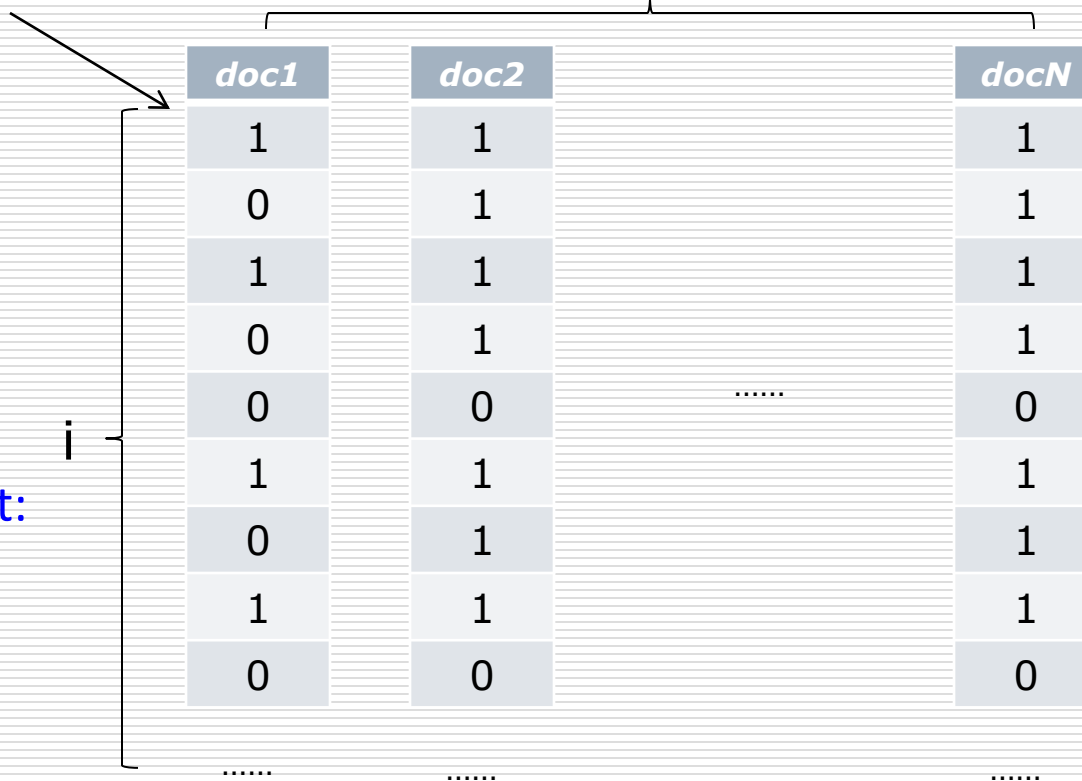 doc1 doc2 docN
1 1 1
0 1 1
1 1 1
0 1 1
0 0 ...... 0
i
1 1 1
t:
0 1 1
1 1 1
0 0 0
...... ...... ......